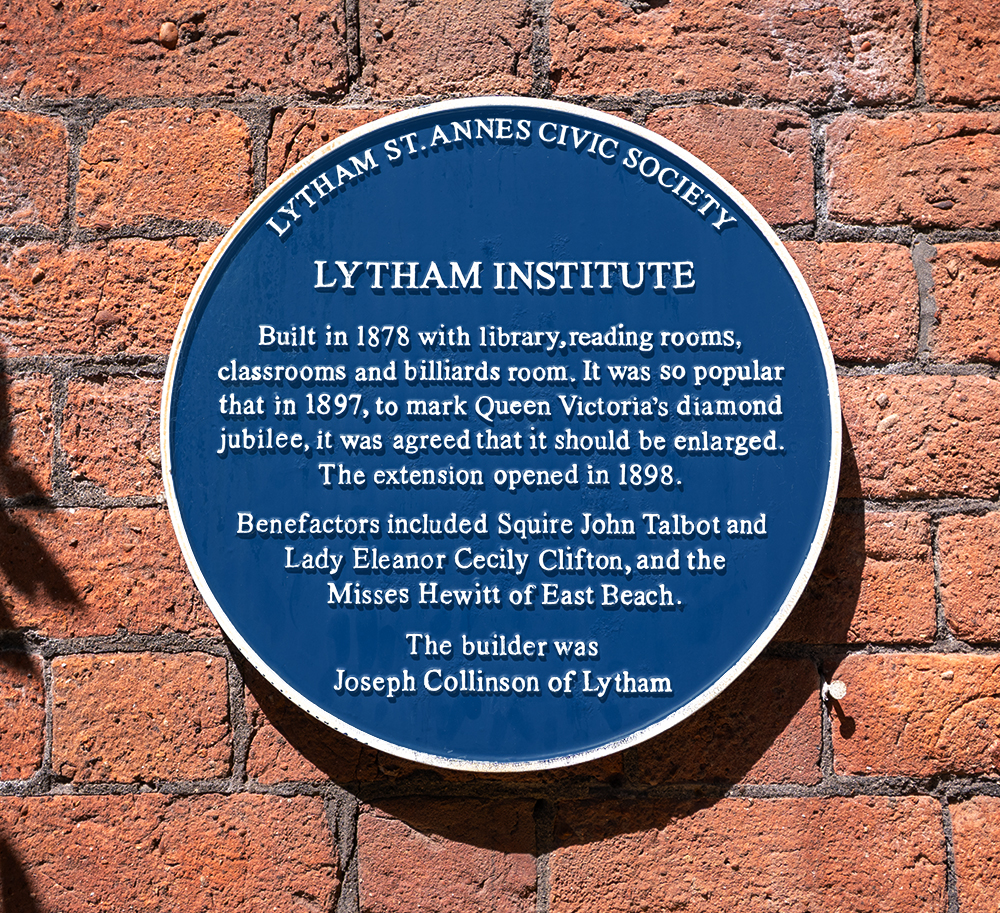 LYTHAM ST. ANNES CIVIC SOCIETY
LYTHAM INSTITUTE
Built in 1878 with library, reading rooms,
classrooms and billiards room. It was so popular
that in 1897, to mark Queen Victoria's diamond
jubilee, it was agreed that it should be enlarged.
The extension opened in 1898.
Benefactors included Squire John Talbot and
Lady Eleanor Cecily Clifton, and the
Misses Hewitt of East Beach.
The builder was
Joseph Collinson of Lytham